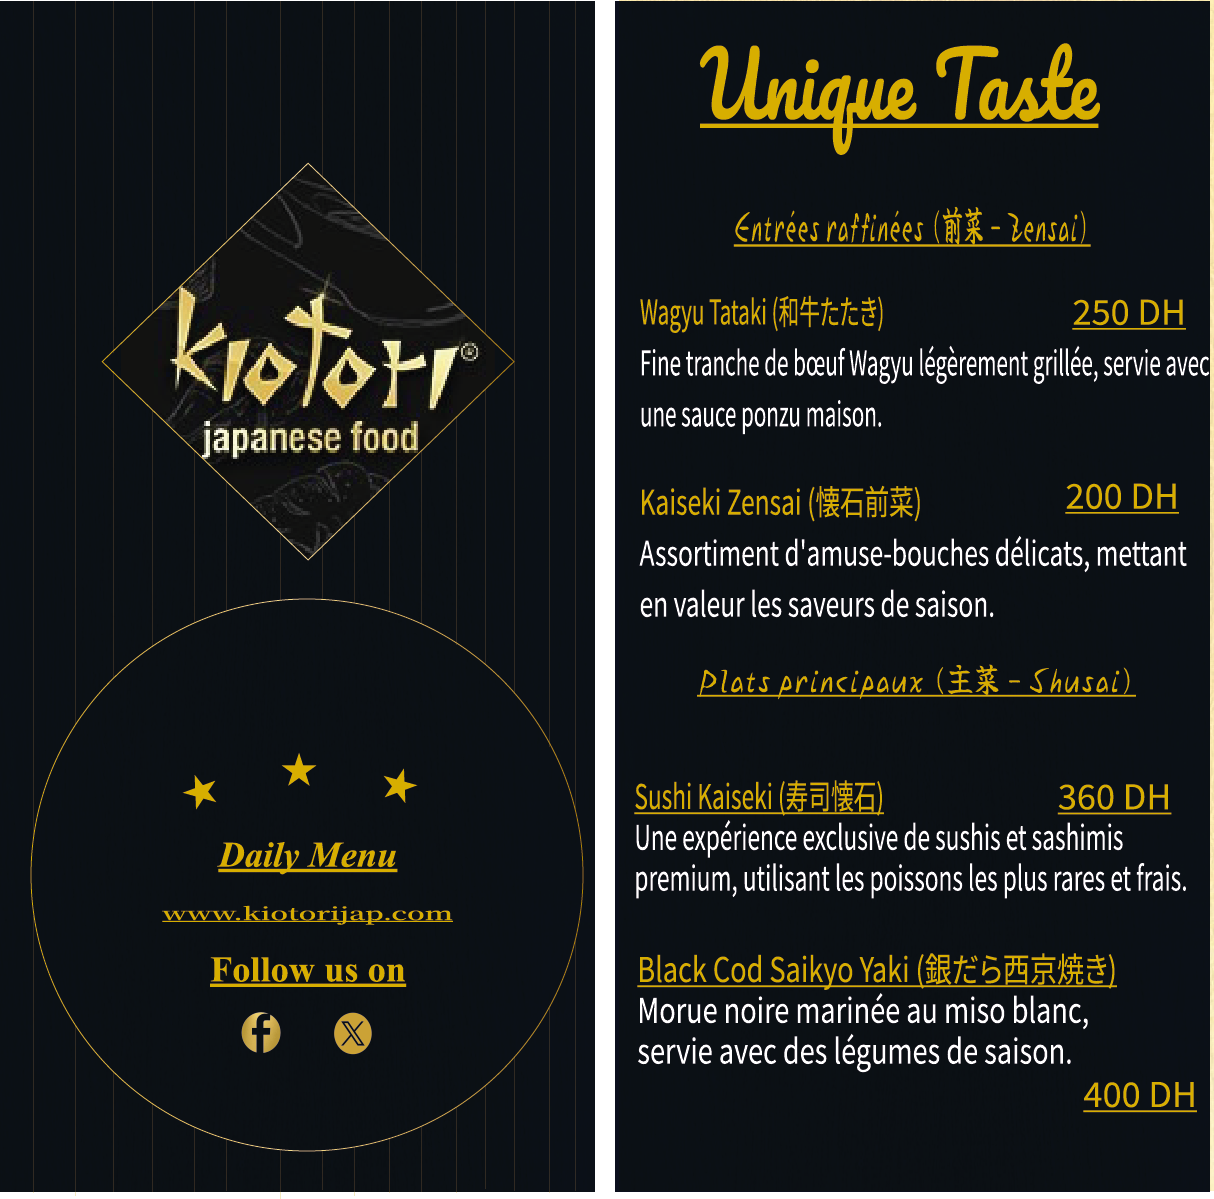 kiotori®
japanese food
Daily Menu
www.kiotorijap.com
Follow us on
Unique Taste
Entrées raffinées (前菜 - Zensai)
Wagyu Tataki (和牛たたき) 250 DH
Fine tranche de bœuf Wagyu légèrement grillée, servie avec
une sauce ponzu maison.
Kaiseki Zensai (懐石前菜) 200 DH
Assortiment d'amuse-bouches délicats, mettant
en valeur les saveurs de saison.
Plats principaux (主菜 - Shusai)
Sushi Kaiseki (寿司懐石) 360 DH
Une expérience exclusive de sushis et sashimis
premium, utilisant les poissons les plus rares et frais.
Black Cod Saikyo Yaki (銀だら西京焼き)
Morue noire marinée au miso blanc,
servie avec des légumes de saison.
400 DH